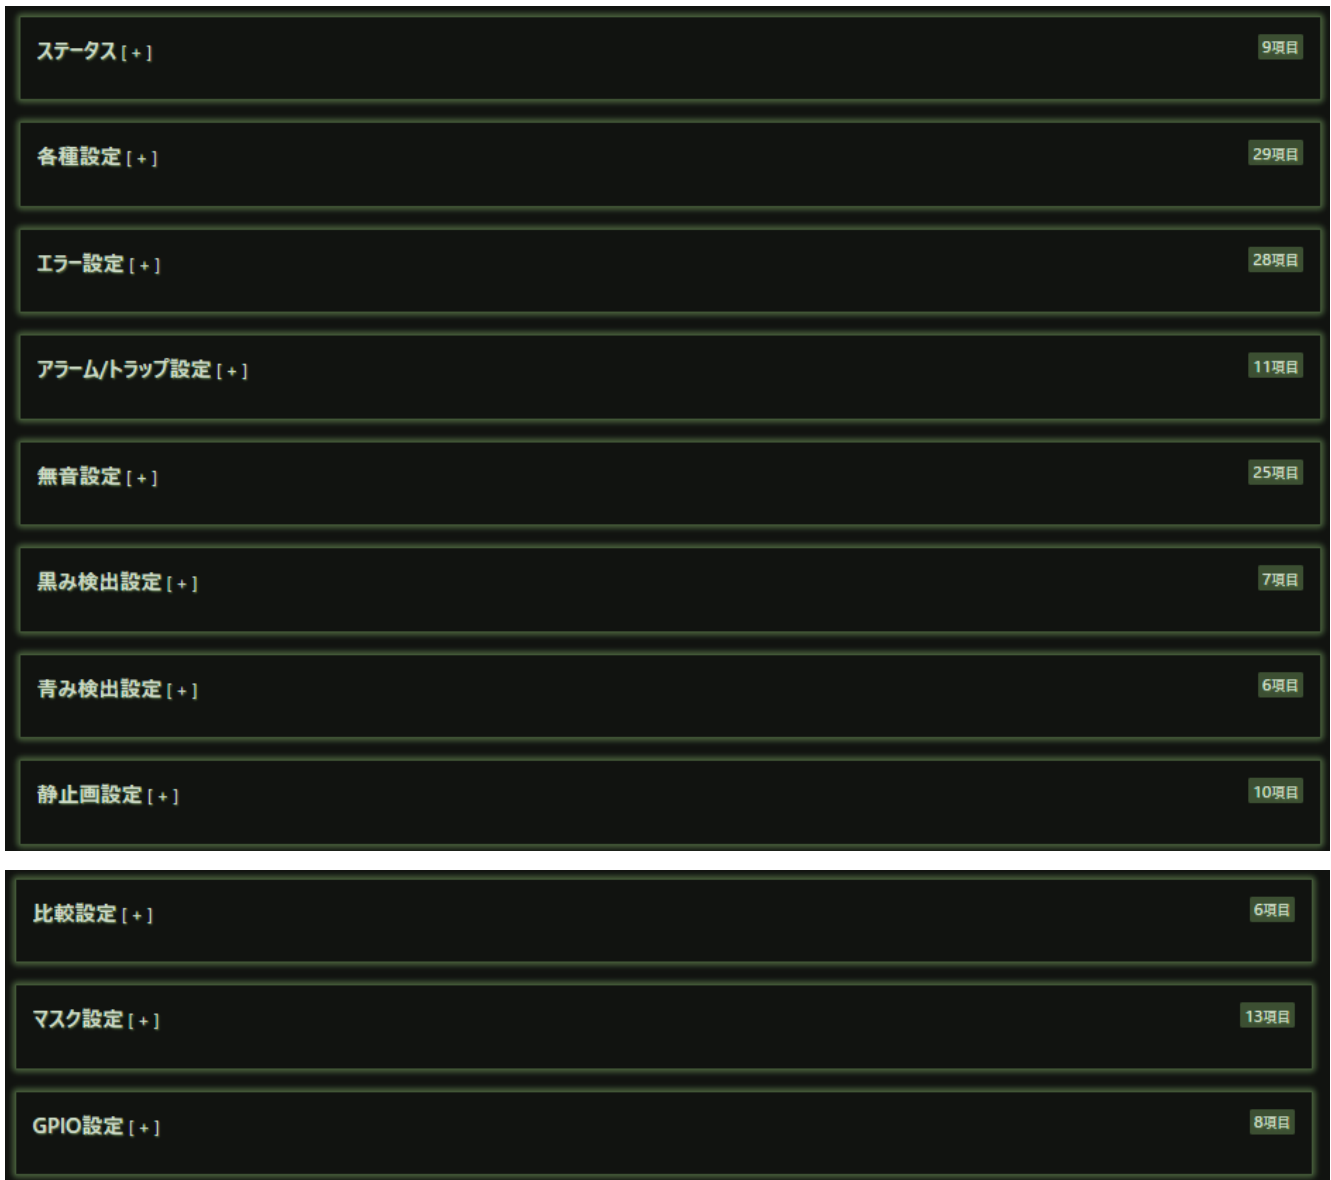 ステータス [ + ] 9項目
各種設定 [ + ] 29項目
エラー設定 [ + ] 28項目
アラーム/トラップ設定 [ + ] 11項目
無音設定 [ + ] 25項目
黒み検出設定 [ + ] 7項目
青み検出設定 [ + ] 6項目
静止画設定 [ + ] 10項目
比較設定 [ + ] 6項目
マスク設定 [ + ] 13項目
GPIO設定 [ + ] 8項目